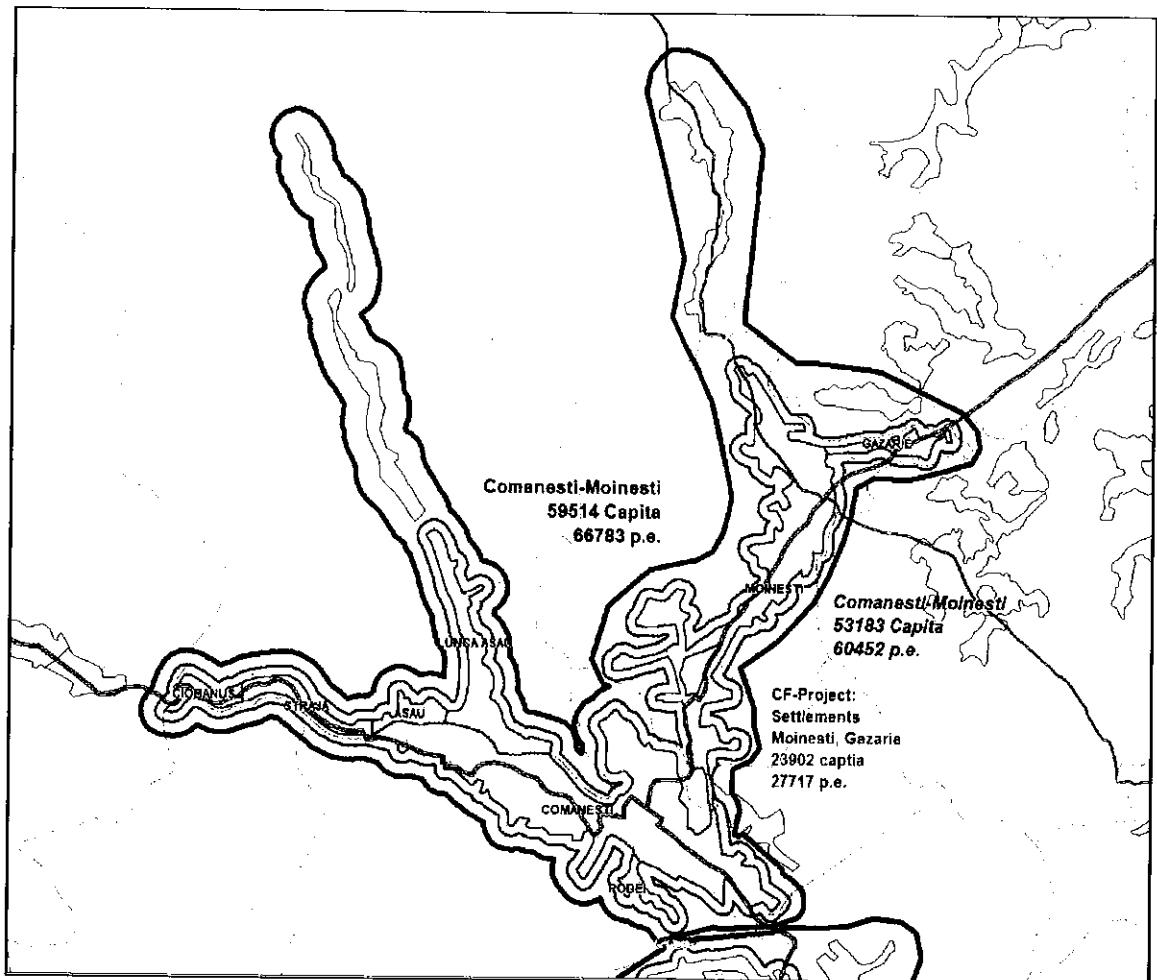 GAZARIE
Comanesti-Moinesti
59514 Capita
66783 p.e.
MOINESTI
Comanesti-Moinesti
53183 Capita
60452 p.e.
LUNCA ASAU
CIOBANUS
STRAJA
ASAU
CF-Project:
Settlements
Moinesti, Gazarie
23902 captia
27717 p.e.
COMANESTI
PODEI